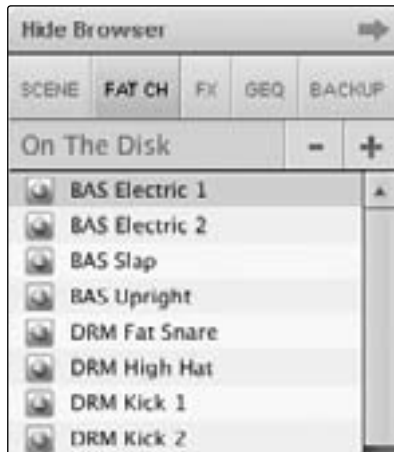 Hide Browser
SCENE FAT CH FX GEQ BACKUP
On The Disk - +
BAS Electric 1
BAS Electric 2
BAS Slap
BAS Upright
DRM Fat Snare
DRM High Hat
DRM Kick 1
DRM Kick 2